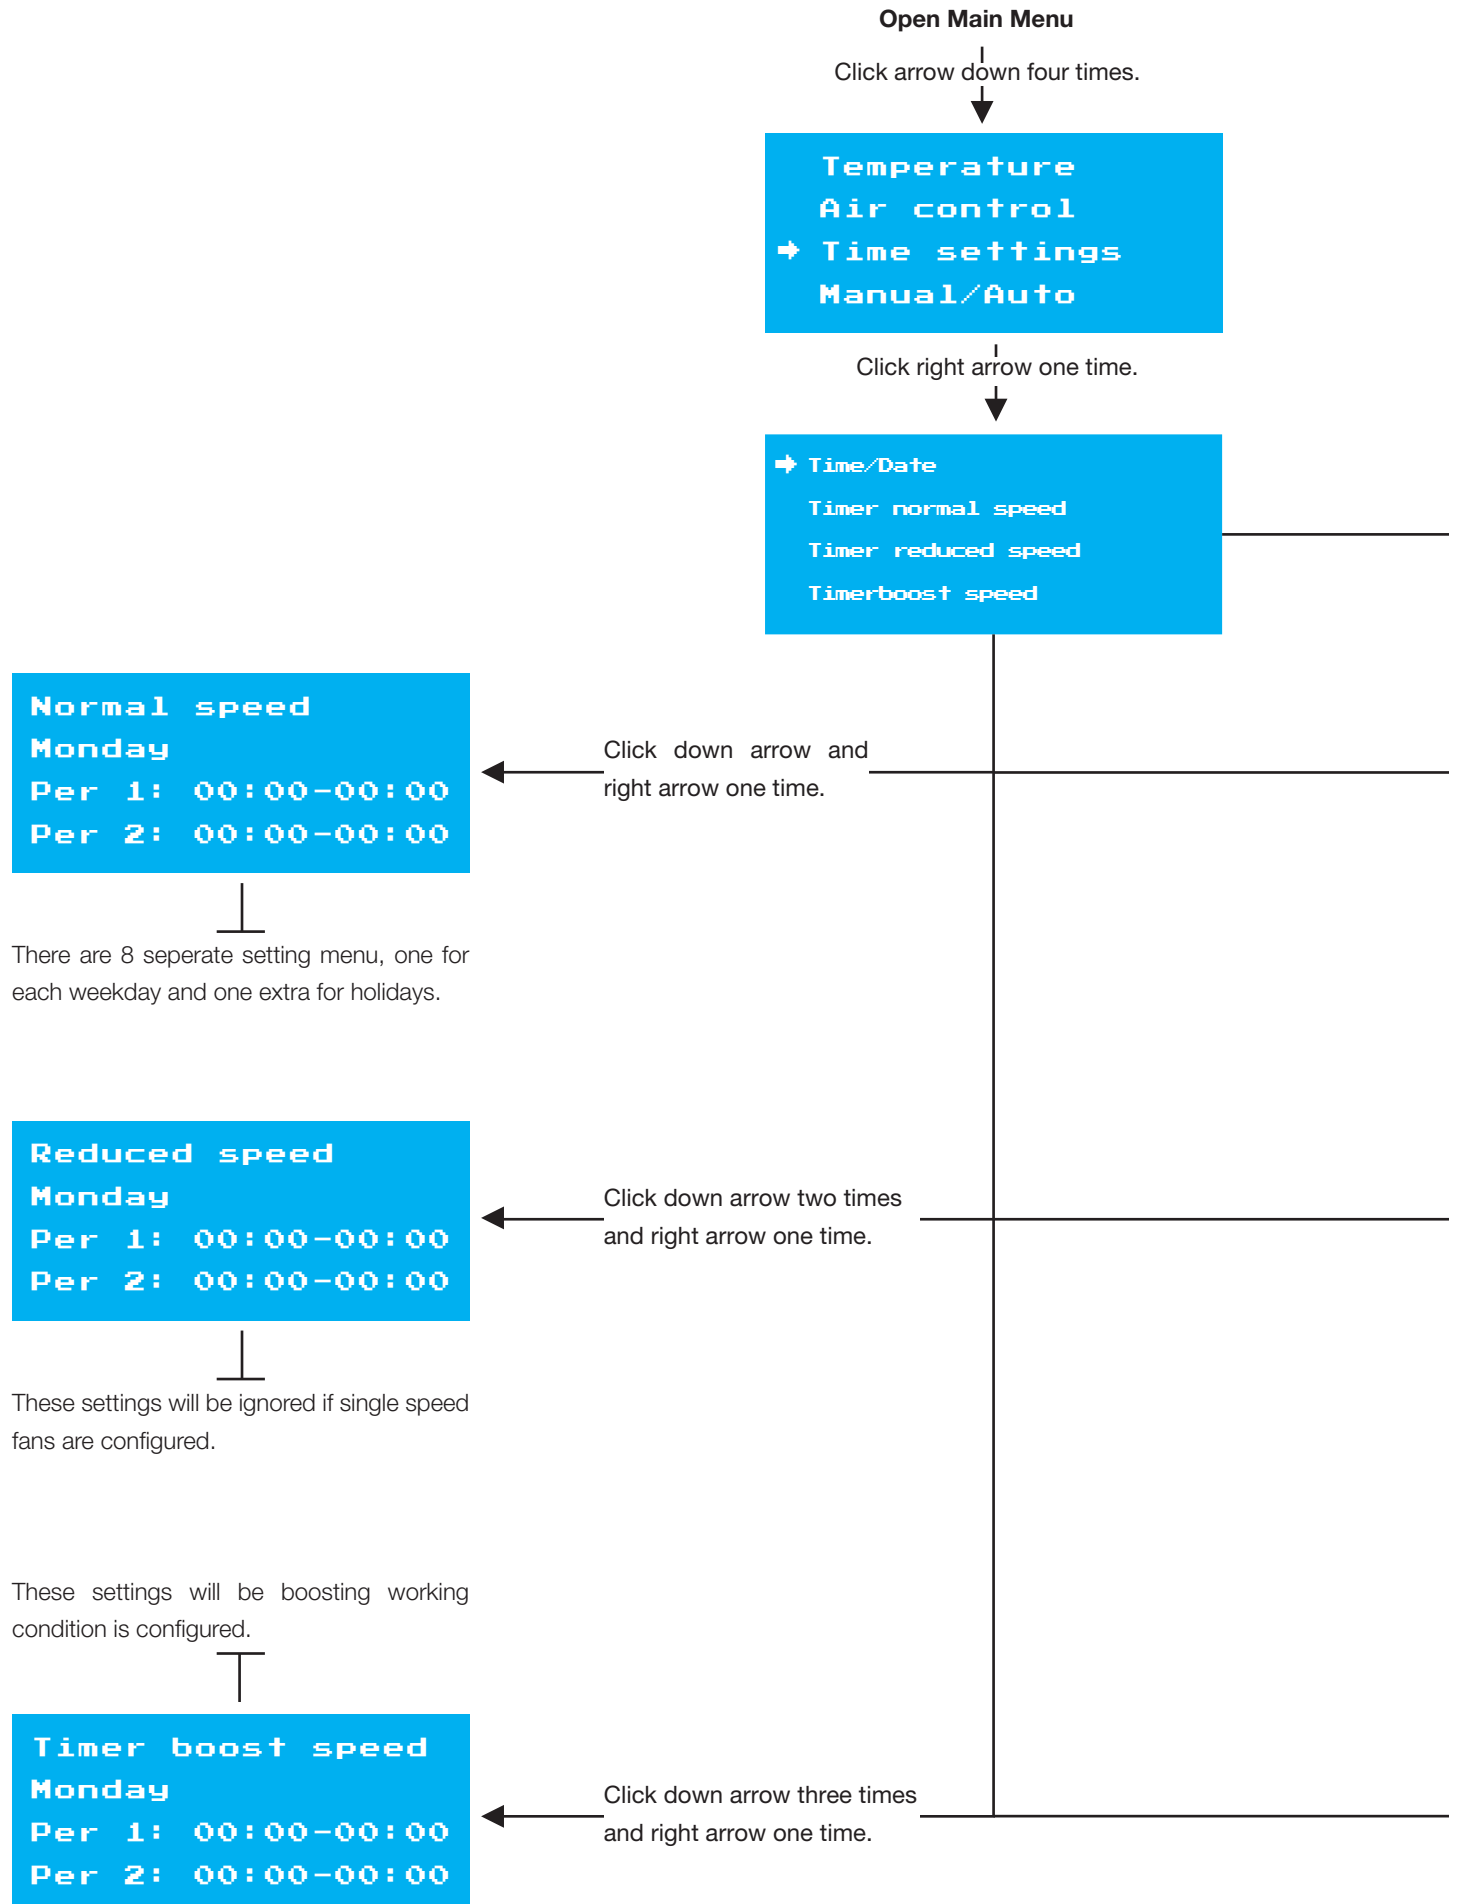 Open Main Menu
Click arrow down four times.
Temperature
Air control
Time settings
Manual/Auto
Click right arrow one time.
Time/Date
Timer normal speed
Timer reduced speed
Timerboost speed
Normal speed
Monday
Per 1: 00:00-00:00
Per 2: 00:00-00:00
Click down arrow and
right arrow one time.
There are 8 seperate setting menu, one for
each weekday and one extra for holidays.
Reduced speed
Monday
Per 1: 00:00-00:00
Per 2: 00:00-00:00
Click down arrow two times
and right arrow one time.
These settings will be ignored if single speed
fans are configured.
These settings will be boosting working
condition is configured.
Timer boost speed
Monday
Per 1: 00:00-00:00
Per 2: 00:00-00:00
Click down arrow three times
and right arrow one time.